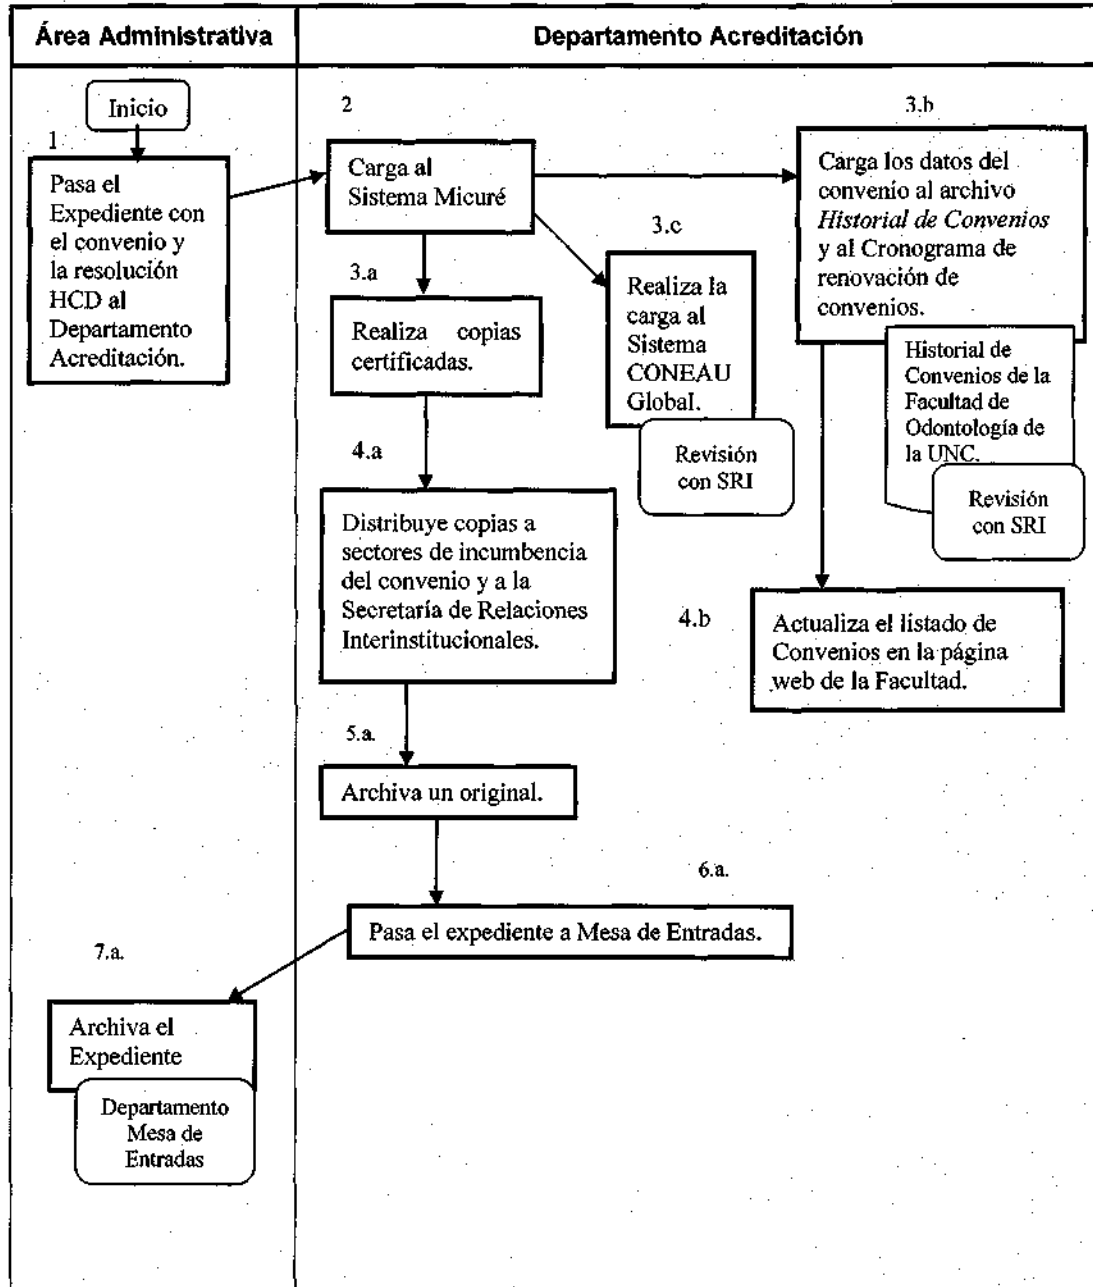 Área Administrativa
Departamento Acreditación
Inicio
1
Pasa el
Expediente con
el convenio y
la resolución
HCD al
Departamento
Acreditación.
2
Carga al
Sistema Micuré
3.a
Realiza copias
certificadas.
3.c
Realiza la
carga al
Sistema
CONEAU
Global.
Revisión
con SRI
3.b
Carga los datos del
convenio al archivo
Historial de Convenios
y al Cronograma de
renovación de
convenios.
Historial de
Convenios de la
Facultad de
Odontología de
la UNC.
Revisión
con SRI
4.a
Distribuye copias a
sectores de incumbencia
del convenio y a la
Secretaría de Relaciones
Interinstitucionales.
4.b
Actualiza el listado de
Convenios en la página
web de la Facultad.
5.a.
Archiva un original.
6.a.
Pasa el expediente a Mesa de Entradas.
7.a.
Archiva el
Expediente
Departamento
Mesa de
Entradas